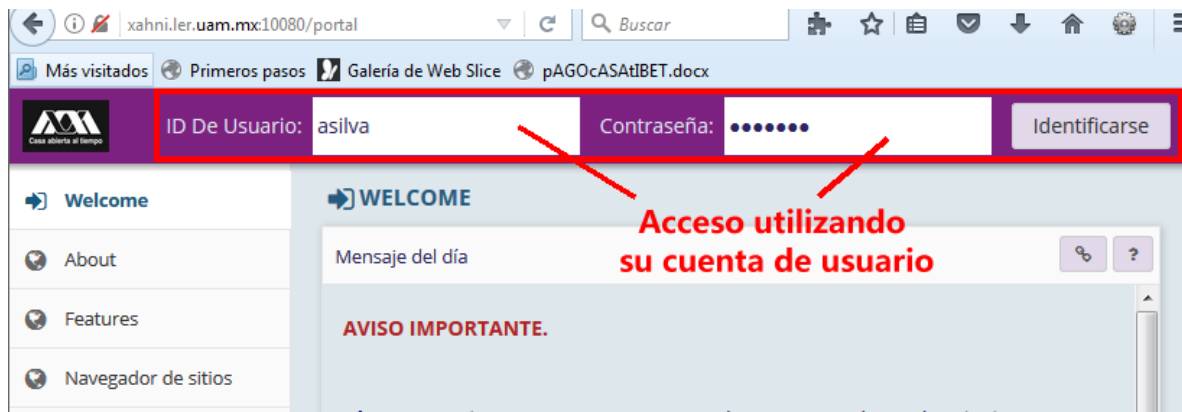 xahni.ler.uam.mx:10080/portal
Buscar
Más visitados Primeros pasos Galería de Web Slice pAGOcASAtIBET.docx
Casa abierta al tiempo
ID De Usuario: asilva Contraseña: ••••••• Identificarse
Welcome
WELCOME
Acceso utilizando
su cuenta de usuario
About
Mensaje del día
?
Features
AVISO IMPORTANTE.
Navegador de sitios